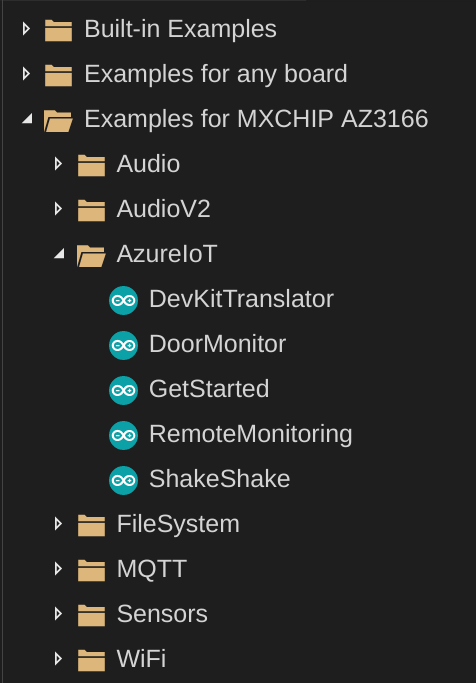 Built-in Examples
Examples for any board
Examples for MXCHIP AZ3166
Audio
AudioV2
AzureIoT
DevKitTranslator
DoorMonitor
GetStarted
RemoteMonitoring
ShakeShake
FileSystem
MQTT
Sensors
WiFi